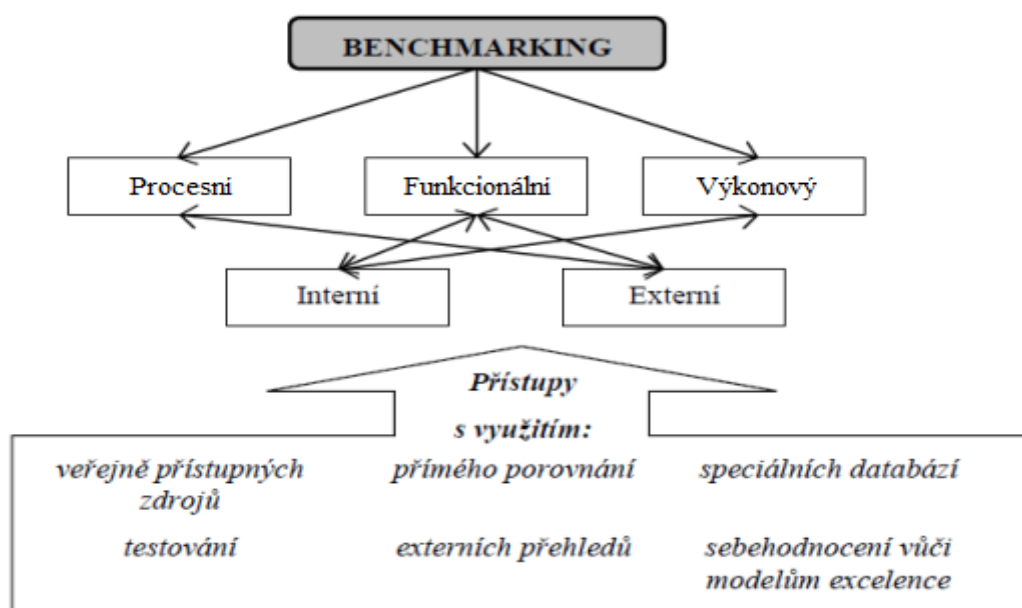 BENCHMARKING
Procesní
Funkcionální
Výkonový
Interní
Externí
Přístupy
s využitím:
veřejně přístupných
zdrojů
přímého porovnání
speciálních databází
testování
externích přehledů
sebehodnocení vůči
modelům excelence